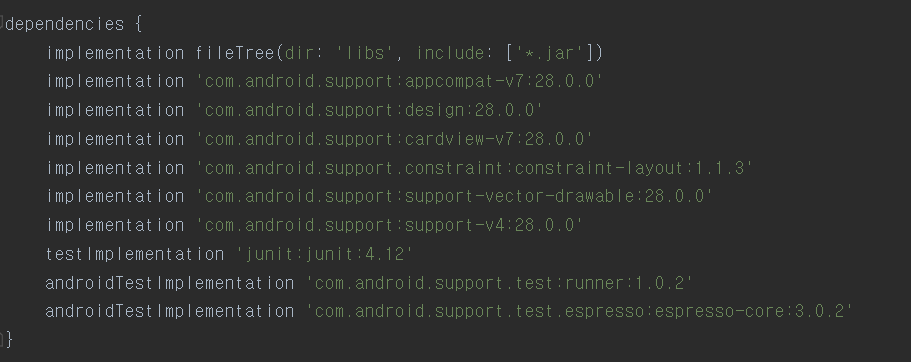 dependencies {
implementation fileTree(dir: 'libs', include: ['*.jar'])
implementation 'com.android.support:appcompat-v7:28.0.0'
implementation 'com.android.support:design:28.0.0'
implementation 'com.android.support:cardview-v7:28.0.0'
implementation 'com.android.support.constraint:constraint-layout:1.1.3'
implementation 'com.android.support:support-vector-drawable:28.0.0'
implementation 'com.android.support:support-v4:28.0.0'
testImplementation 'junit:junit:4.12'
androidTestImplementation 'com.android.support.test:runner:1.0.2'
androidTestImplementation 'com.android.support.test.espresso:espresso-core:3.0.2'
}